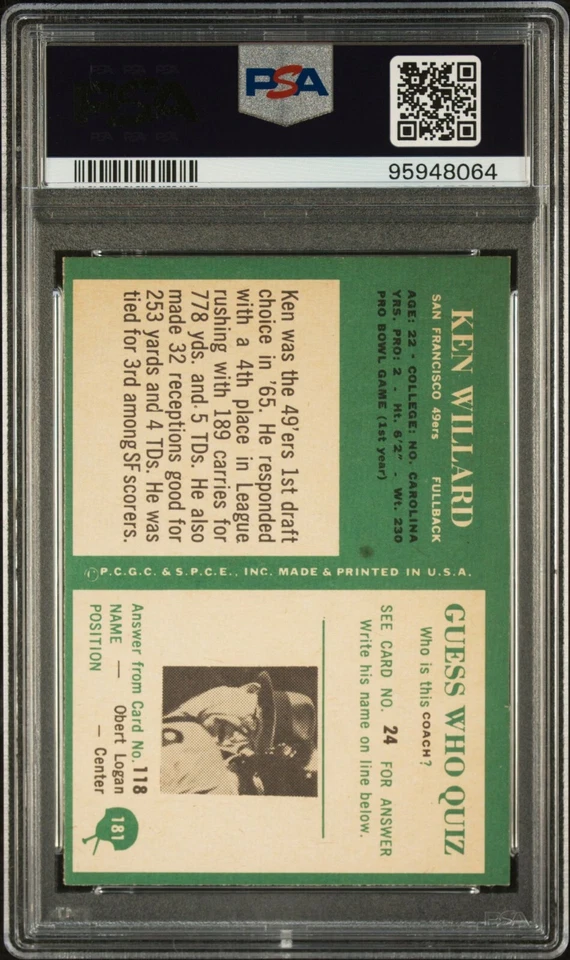 PSA
95948064
KEN WILLARD
SAN FRANCISCO 49ers FULLBACK
AGE: 22 - COLLEGE: NO. CAROLINA
YRS. PRO: 2 - Ht. 6'2" - Wt. 230
PRO BOWL GAME (1st year)
Ken was the 49'ers 1st draft
choice in '65. He responded
with a 4th place in League
rushing with 189 carries for
778 yds. and 5 TDs. He also
made 32 receptions good for
253 yards and 4 TDs. He was
tied for 3rd among SF scorers.
©P.C.G.C. & S.P.C.E., INC. MADE & PRINTED IN U.S.A.
GUESS WHO QUIZ
Who is this COACH?
SEE CARD NO. 24 FOR ANSWER
Write his name on line below.
Answer from Card No. 118
NAME — Obert Logan
POSITION — Center
181
PSA